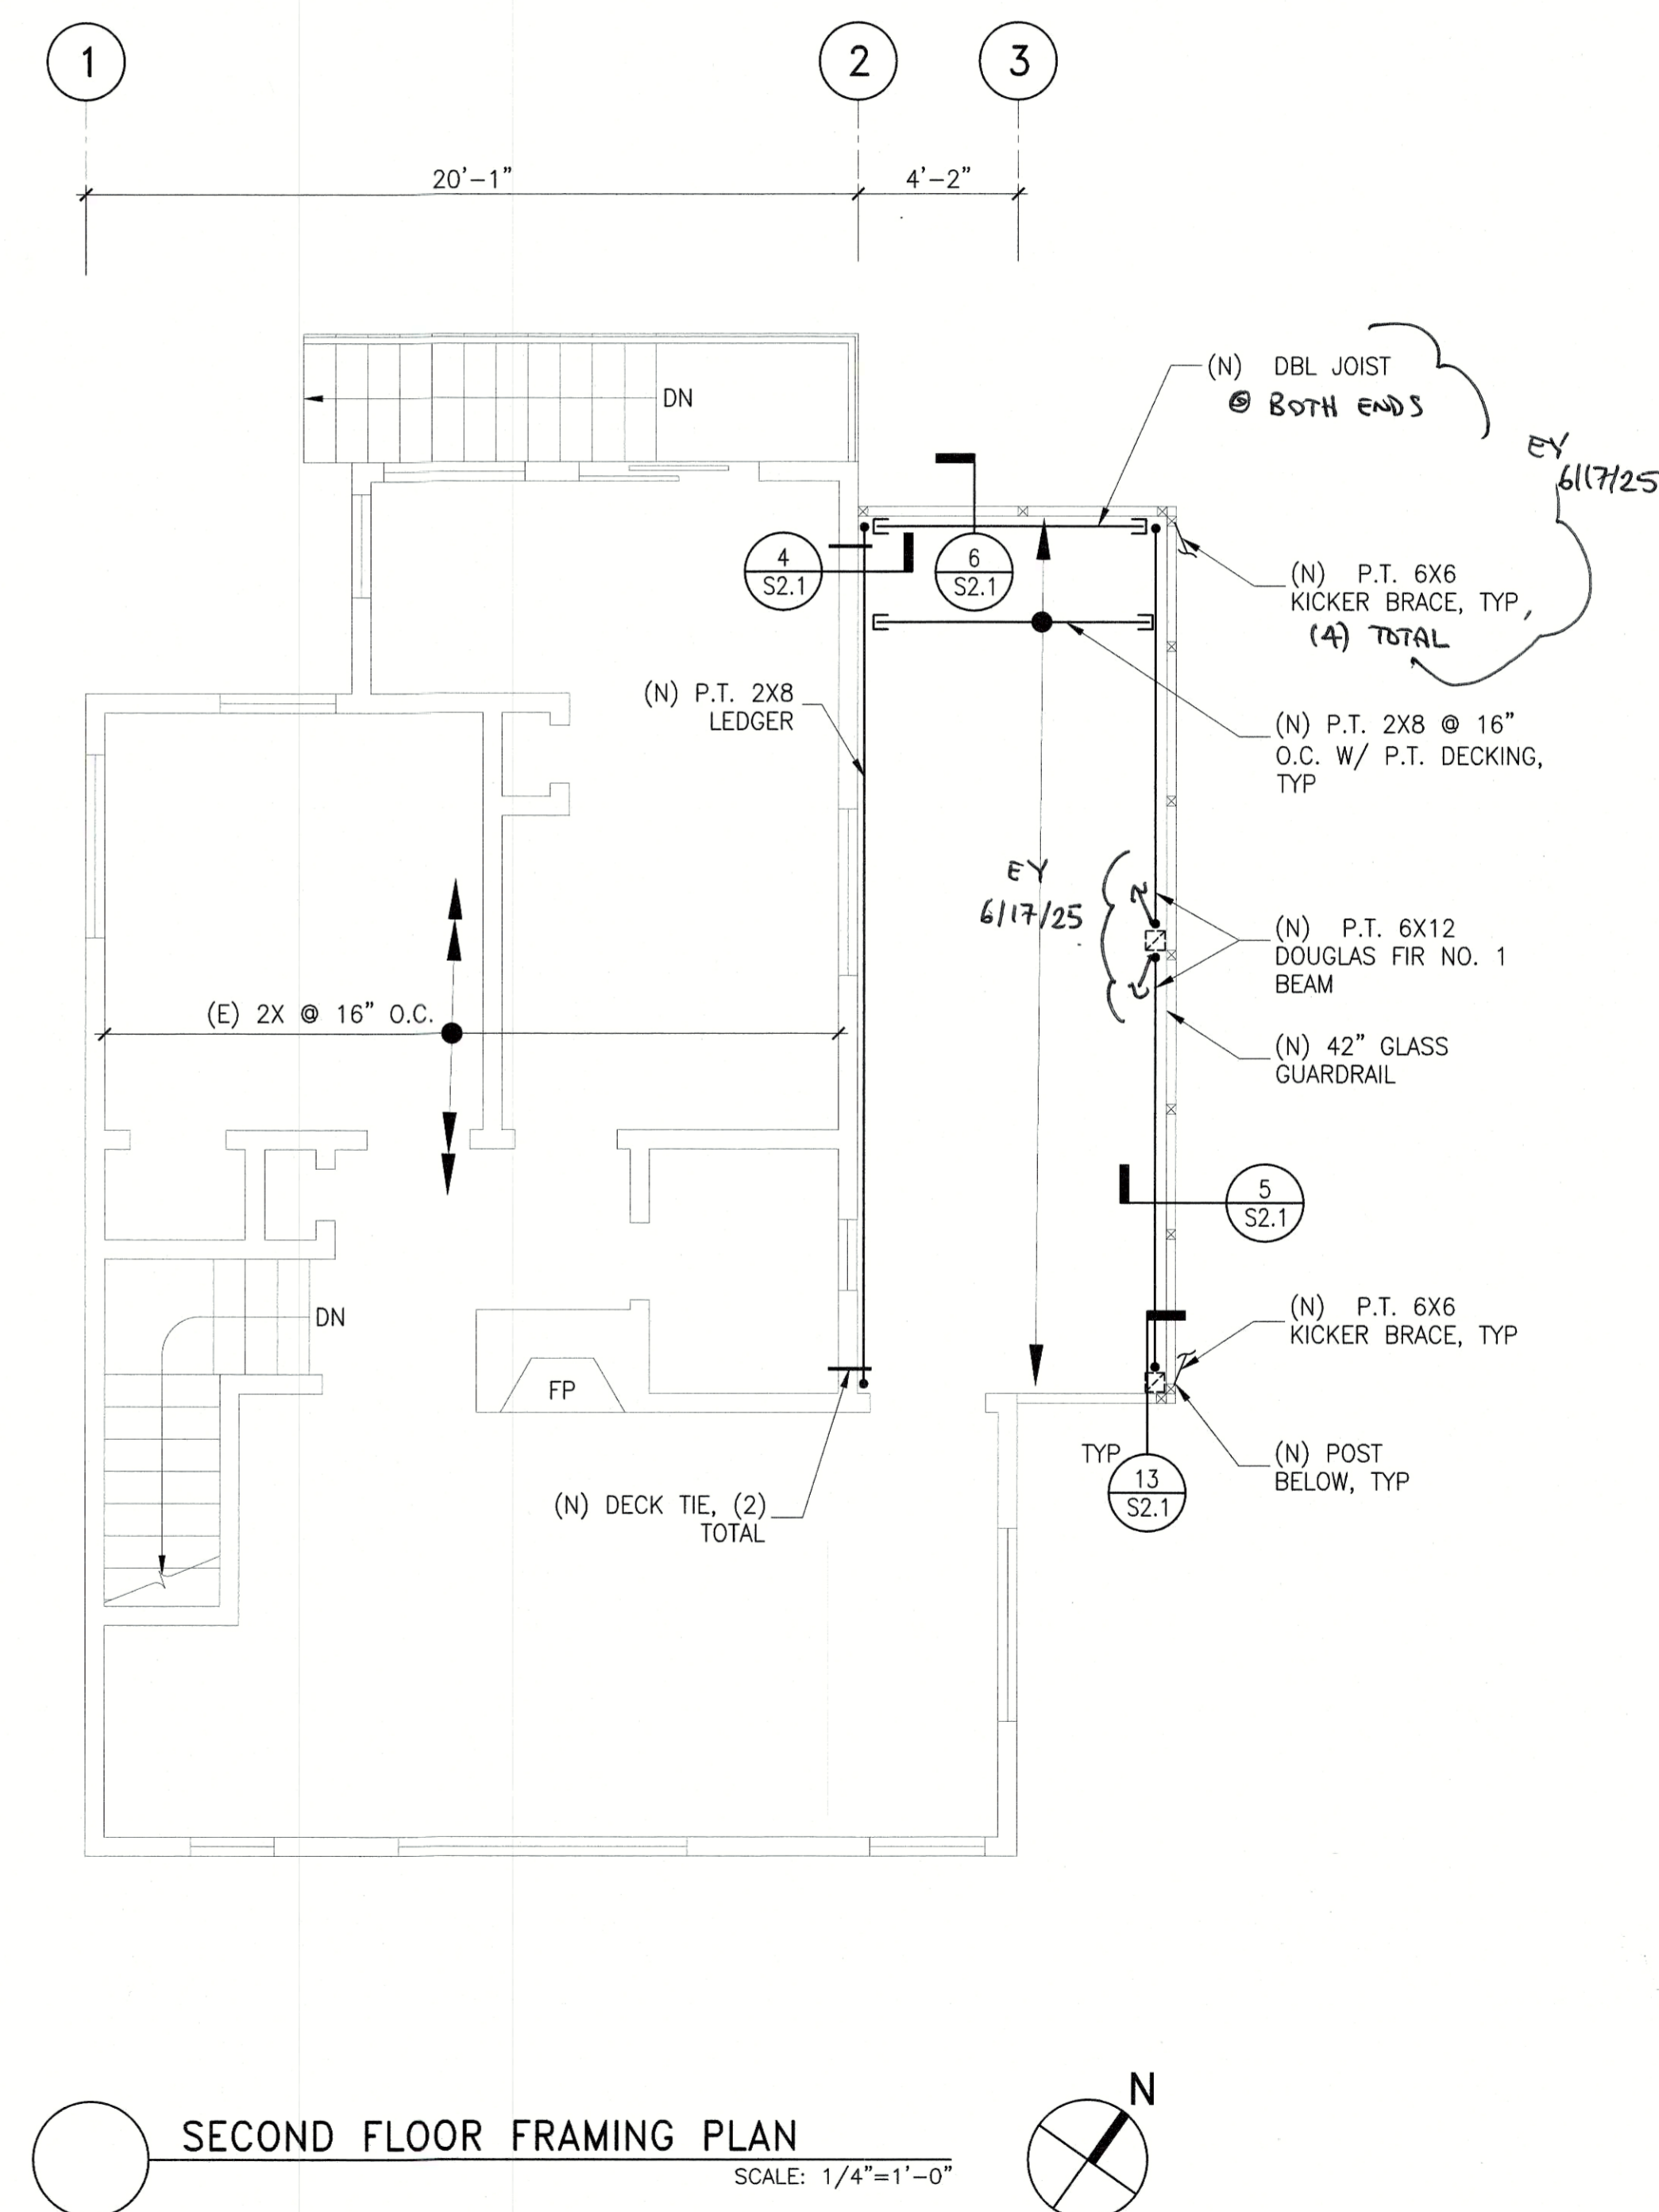 1
2
3
20'-1"
4'-2"
DN
(N) DBL JOIST
@ BOTH ENDS
EY
6/17/25
4
S2.1
6
S2.1
(N) P.T. 6X6
KICKER BRACE, TYP,
(4) TOTAL
(N) P.T. 2X8
LEDGER
(N) P.T. 2X8 @ 16"
O.C. W/ P.T. DECKING,
TYP
EY
6/17/25
(N) P.T. 6X12
DOUGLAS FIR NO. 1
BEAM
(E) 2X @ 16" O.C.
(N) 42" GLASS
GUARDRAIL
5
S2.1
DN
(N) P.T. 6X6
KICKER BRACE, TYP
FP
TYP
13
S2.1
(N) POST
BELOW, TYP
(N) DECK TIE, (2)
TOTAL
N
SECOND FLOOR FRAMING PLAN
SCALE: 1/4"=1'-0"